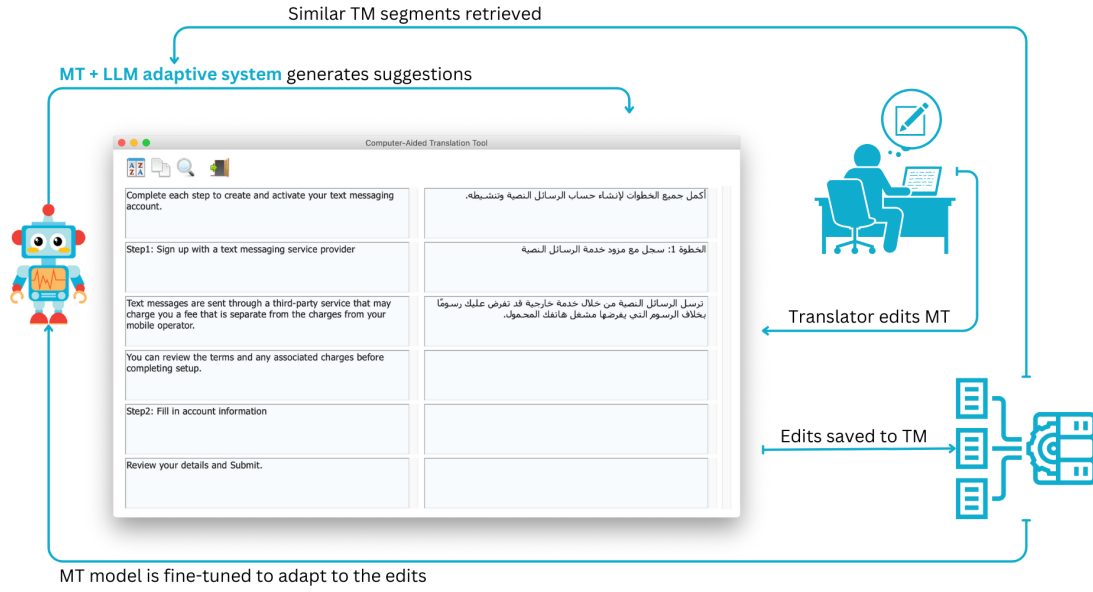 Similar TM segments retrieved
MT + LLM adaptive system generates suggestions
Computer-Aided Translation Tool
A Z
Z A
Complete each step to create and activate your text messaging
account.
أكمل جميع الخطوات لإنشاء حساب الرسائل النصية وتنشيطه.
Step1: Sign up with a text messaging service provider
الخطوة 1: سجل مع مزود خدمة الرسائل النصية
Text messages are sent through a third-party service that may
charge you a fee that is separate from the charges from your
mobile operator.
ترسل الرسائل النصية من خلال خدمة خارجية قد تفرض عليك رسومًا
بخلاف الرسوم التي يفرضها مشغل هاتفك المحمول.
You can review the terms and any associated charges before
completing setup.
Step2: Fill in account information
Review your details and Submit.
Translator edits MT
Edits saved to TM
MT model is fine-tuned to adapt to the edits